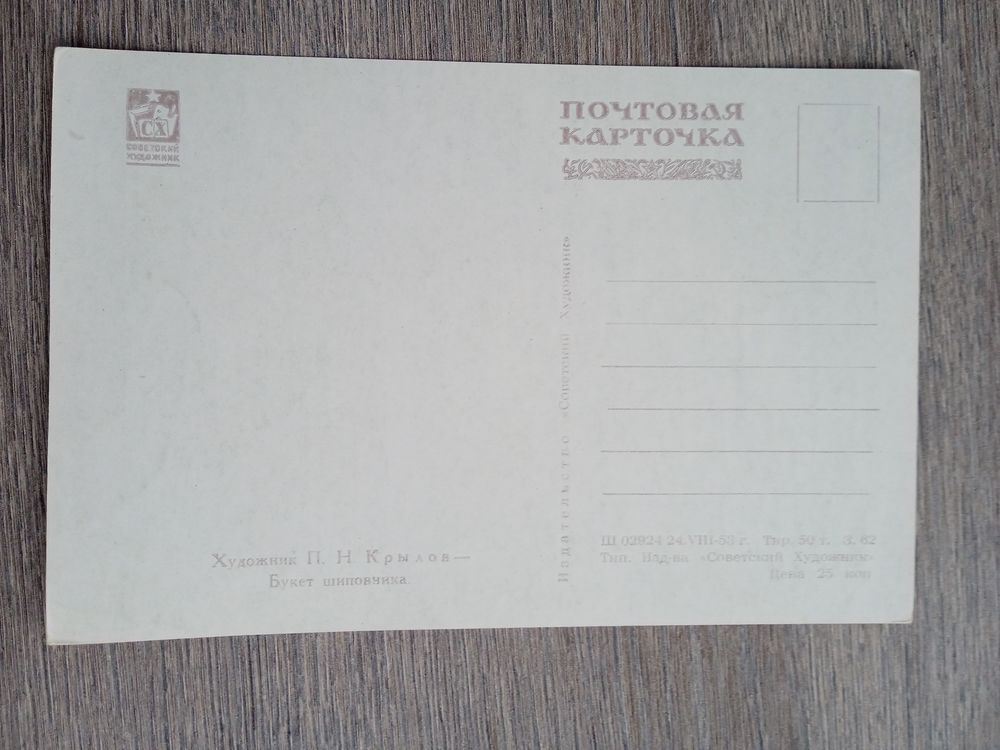 СХ
СОВЕТСКИЙ
ХУДОЖНИК
ПОЧТОВАЯ
КАРТОЧКА
Издательство «Советский Художник»
Художник П. Н. Крылов —
Букет шиповника.
Ш 02924 24.VIII-53 г. Тир. 50 т. З. 62
Тип. Изд-ва «Советский Художник»
Цена 25 коп